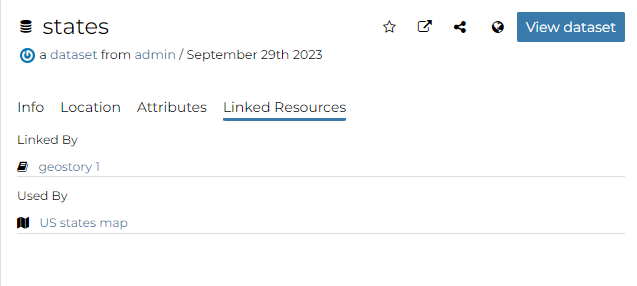 states
View dataset
a dataset from admin / September 29th 2023
Info Location Attributes Linked Resources
Linked By
geostory 1
Used By
US states map